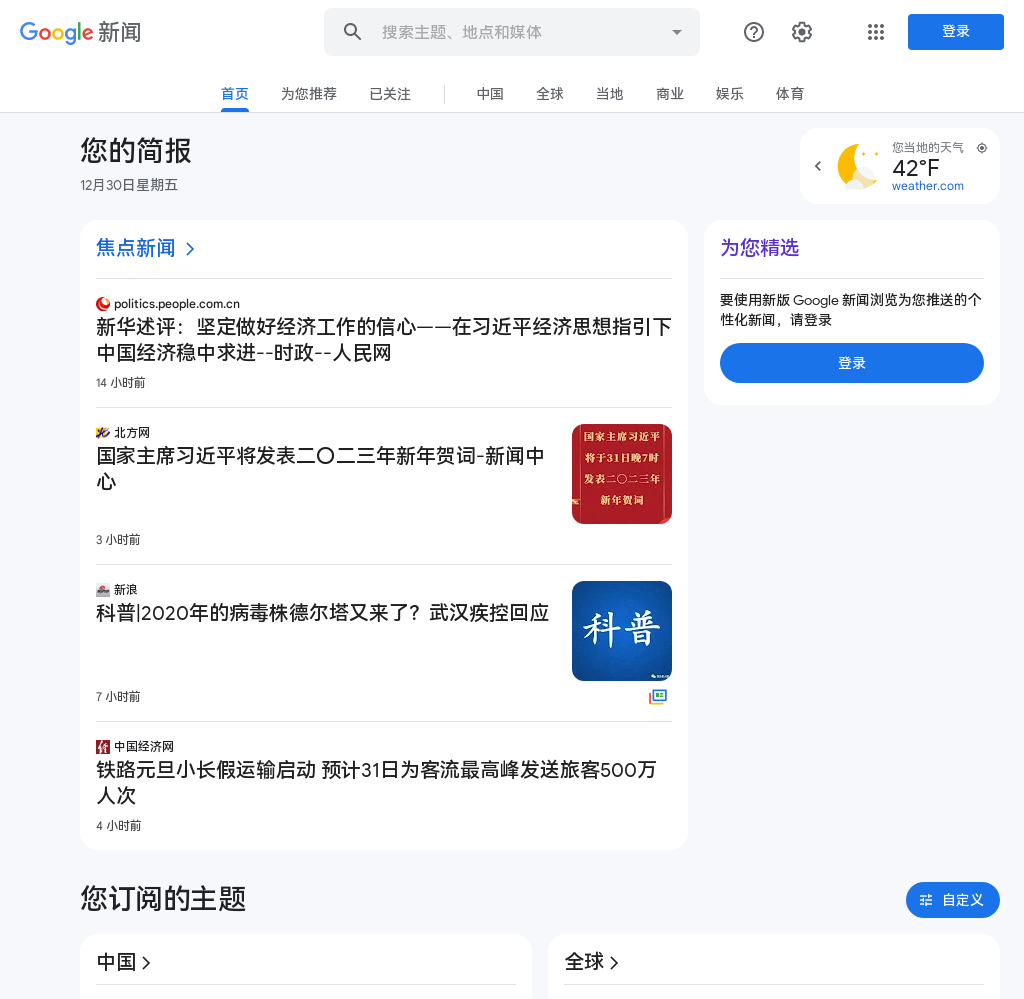 Google 新闻
搜索主题、地点和媒体
登录
首页 为您推荐 已关注 中国 全球 当地 商业 娱乐 体育
您的简报
12月30日星期五
您当地的天气
42°F
weather.com
焦点新闻
politics.people.com.cn
新华述评：坚定做好经济工作的信心——在习近平经济思想指引下
中国经济稳中求进--时政--人民网
14 小时前
北方网
国家主席习近平将发表二〇二三年新年贺词-新闻中
心
3 小时前
国家主席习近平
将于31日晚7时
发表二〇二三年
新年贺词
新浪
科普|2020年的病毒株德尔塔又来了？武汉疾控回应
7 小时前
科普
中国经济网
铁路元旦小长假运输启动 预计31日为客流最高峰发送旅客500万
人次
4 小时前
为您精选
要使用新版 Google 新闻浏览为您推送的个
性化新闻，请登录
登录
您订阅的主题
自定义
中国
全球